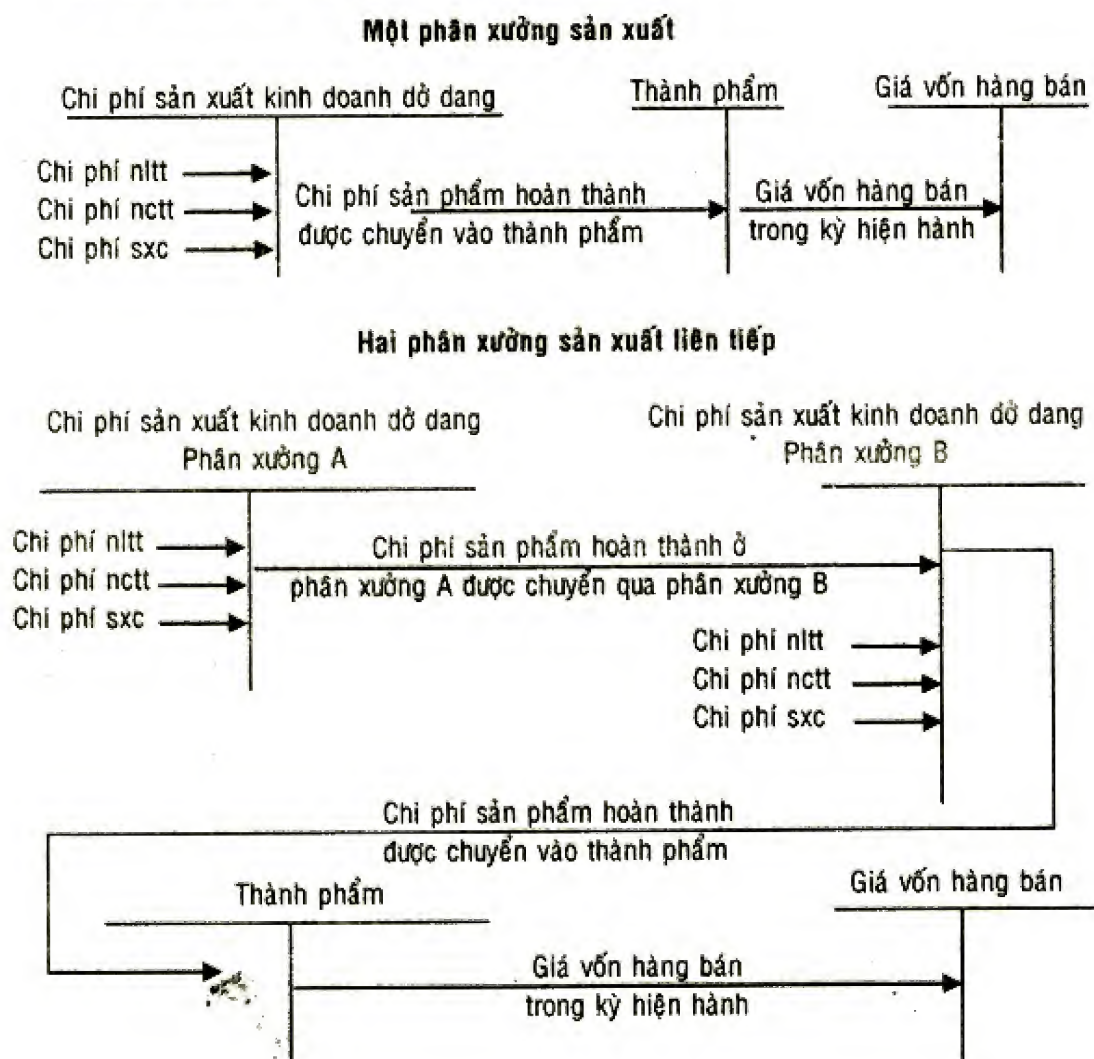 Một phân xưởng sản xuất
Chi phí sản xuất kinh doanh dở dang
Thành phẩm
Giá vốn hàng bán
Chi phí nltt
Chi phí nctt
Chi phí sxc
Chi phí sản phẩm hoàn thành
được chuyển vào thành phẩm
Giá vốn hàng bán
trong kỳ hiện hành
Hai phân xưởng sản xuất liên tiếp
Chi phí sản xuất kinh doanh dở dang
Phân xưởng A
Chi phí sản xuất kinh doanh dở dang
Phân xưởng B
Chi phí nltt
Chi phí nctt
Chi phí sxc
Chi phí sản phẩm hoàn thành ở
phân xưởng A được chuyển qua phân xưởng B
Chi phí nltt
Chi phí nctt
Chi phí sxc
Chi phí sản phẩm hoàn thành
được chuyển vào thành phẩm
Thành phẩm
Giá vốn hàng bán
Giá vốn hàng bán
trong kỳ hiện hành